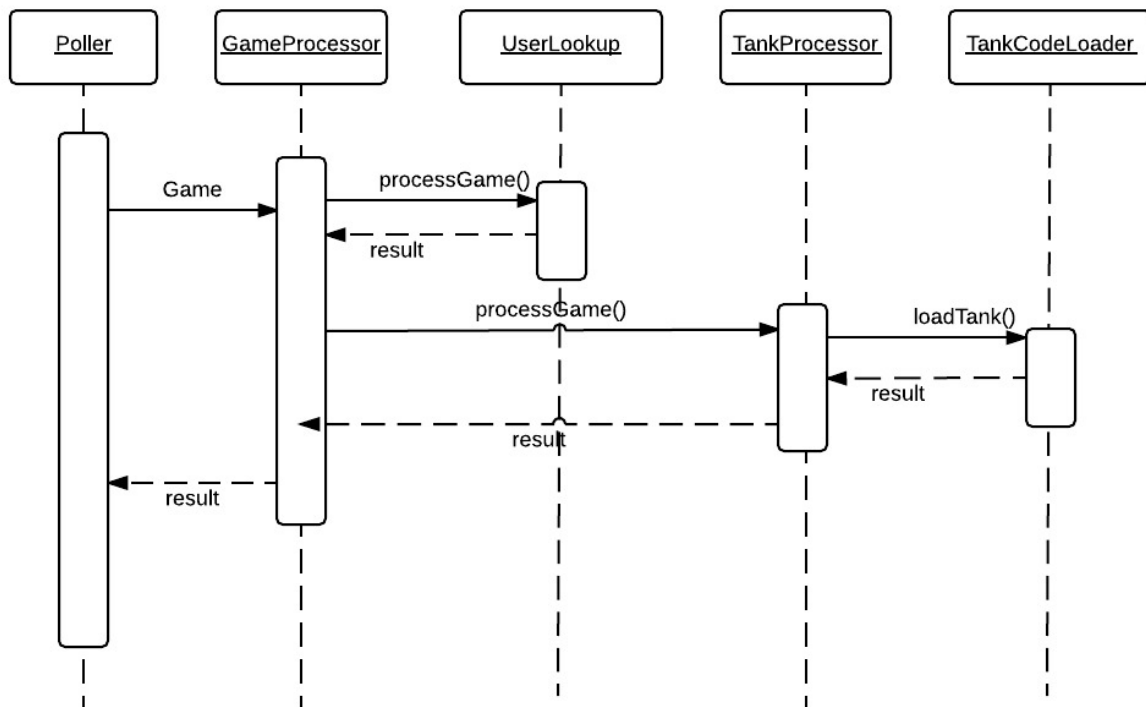 Poller
GameProcessor
UserLookup
TankProcessor
TankCodeLoader
Game
processGame()
result
processGame()
loadTank()
result
result
result